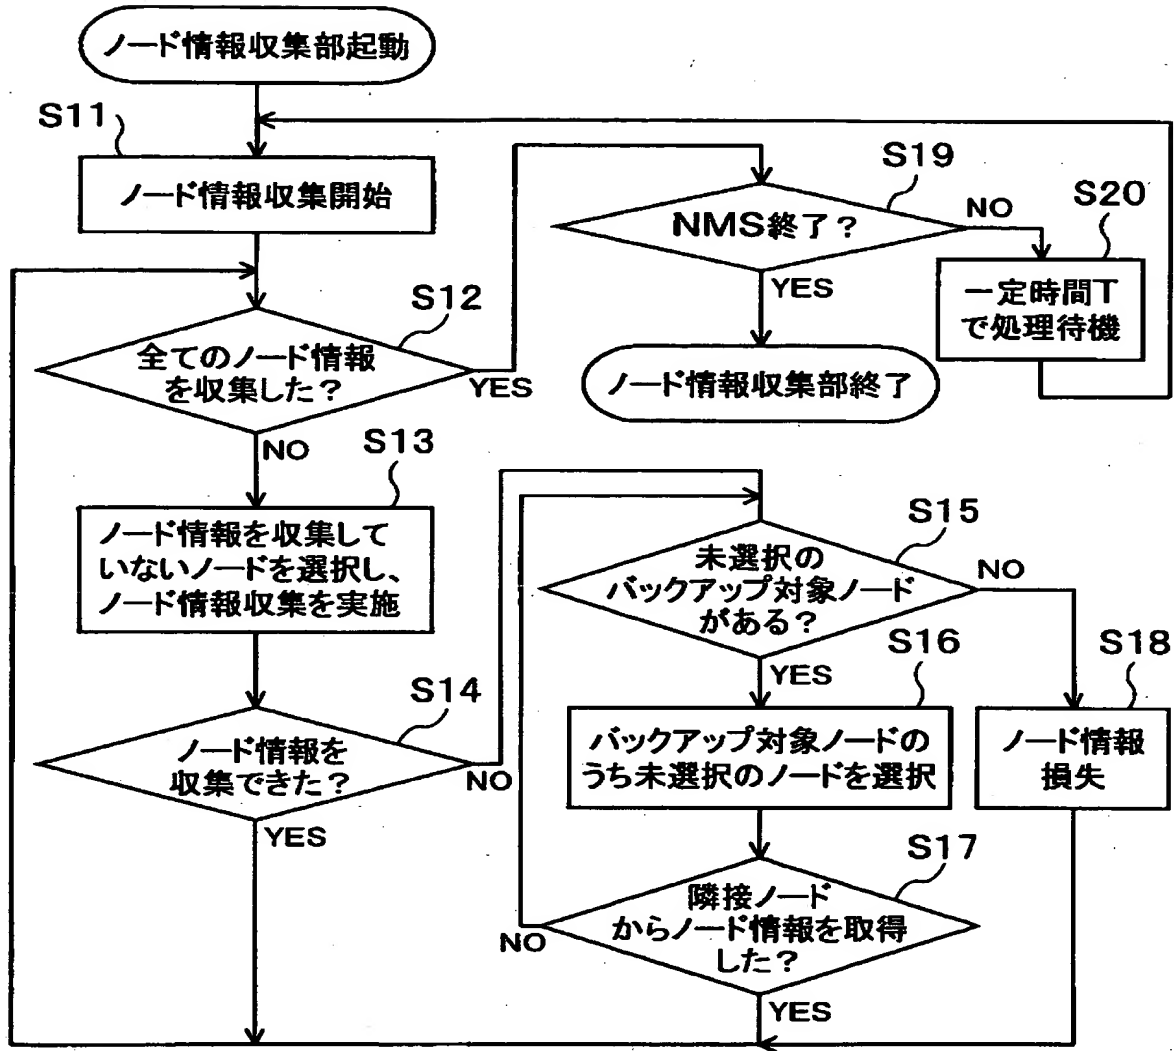 ノード情報収集部起動
S11
ノード情報収集開始
S12
全てのノード情報
を収集した?
YES
NO
S13
ノード情報を収集して
いないノードを選択し、
ノード情報収集を実施
S14
ノード情報を
収集できた?
NO
YES
S19
NMS終了?
NO
YES
S20
一定時間T
で処理待機
ノード情報収集部終了
S15
未選択の
バックアップ対象ノード
がある?
NO
YES
S16
バックアップ対象ノードの
うち未選択のノードを選択
S18
ノード情報
損失
S17
隣接ノード
からノード情報を取得
した?
NO
YES